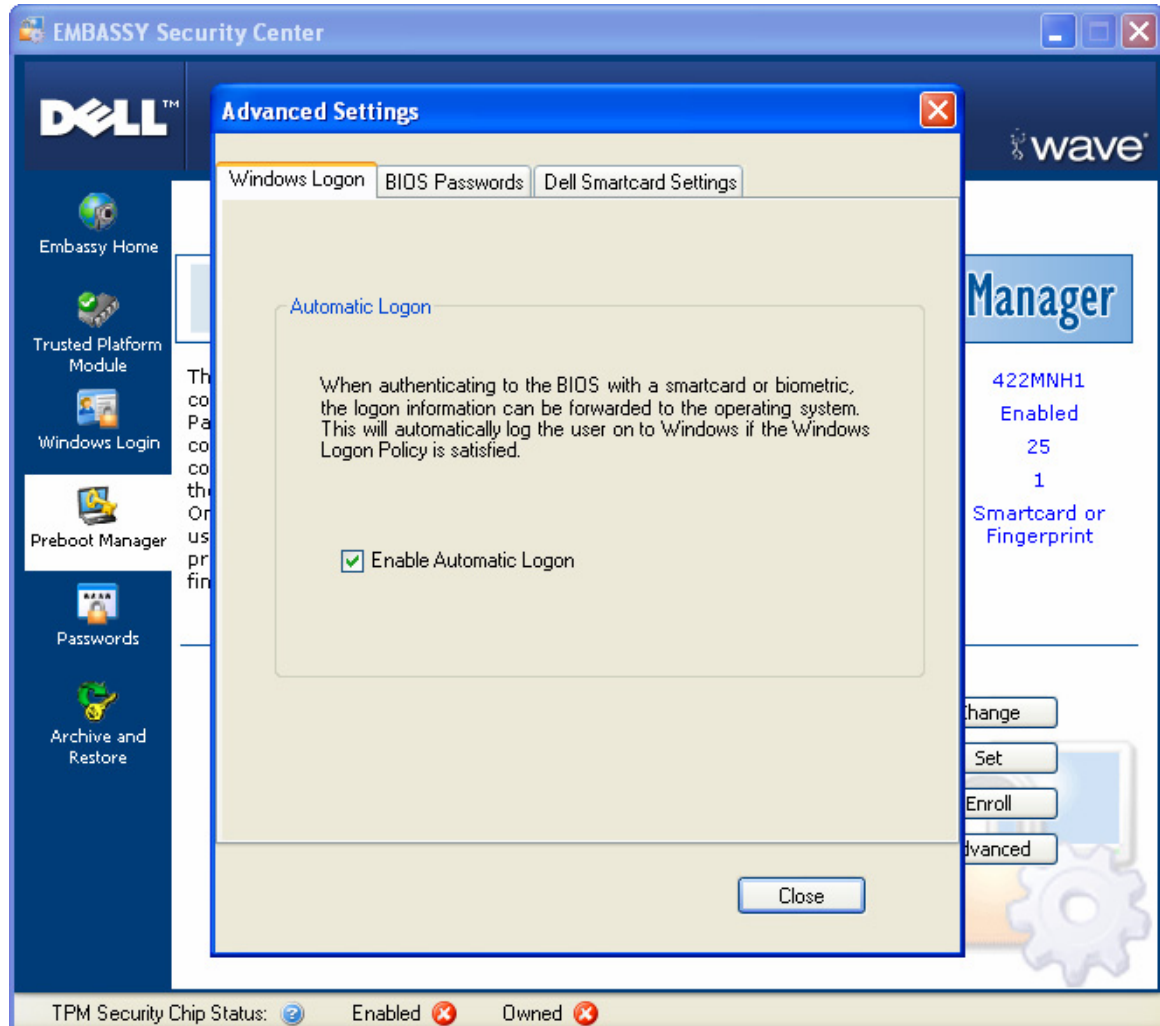 EMBASSY Security Center
DELL™
wave
Advanced Settings
Windows Logon
BIOS Passwords
Dell Smartcard Settings
Embassy Home
Trusted Platform
Module
Windows Login
Preboot Manager
Passwords
Archive and
Restore
Automatic Logon
When authenticating to the BIOS with a smartcard or biometric,
the logon information can be forwarded to the operating system.
This will automatically log the user on to Windows if the Windows
Logon Policy is satisfied.
Enable Automatic Logon
Close
Manager
422MNH1
Enabled
25
1
Smartcard or
Fingerprint
Set
Enroll
TPM Security Chip Status:
Enabled
Owned